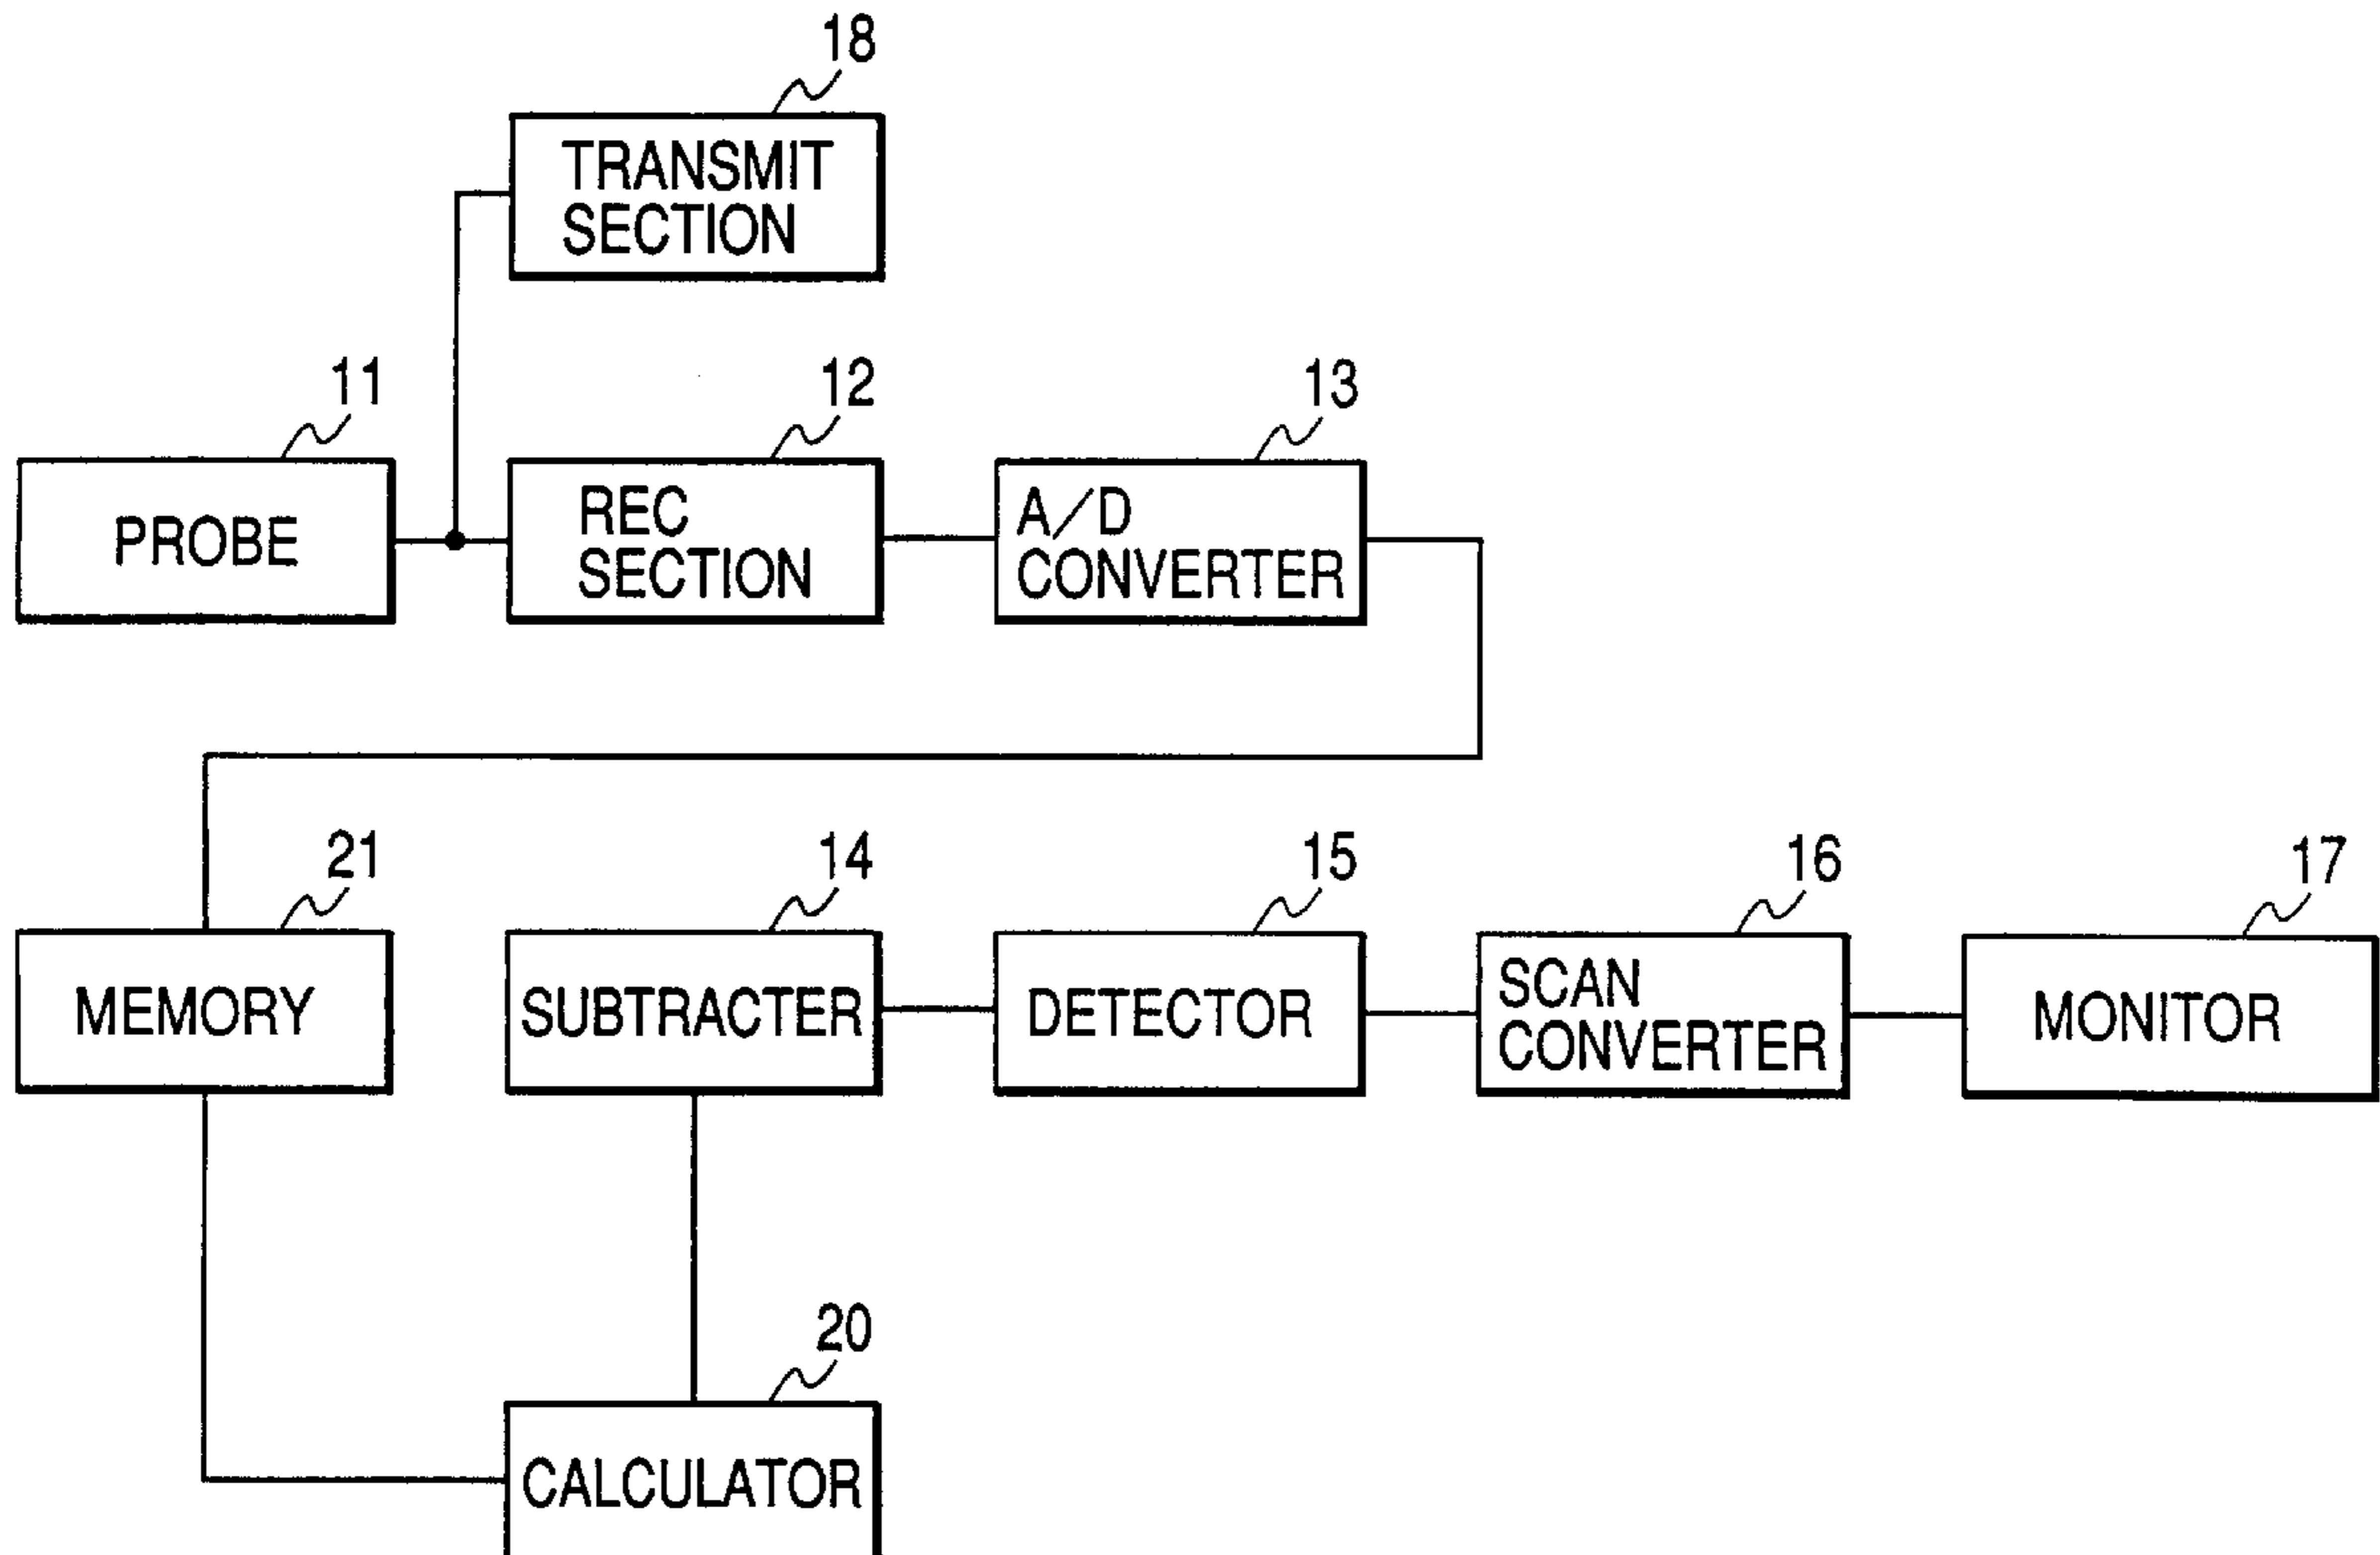 18
TRANSMIT
SECTION
11
12
13
PROBE
REC
SECTION
A/D
CONVERTER
21
14
15
16
17
MEMORY
SUBTRACTER
DETECTOR
SCAN
CONVERTER
MONITOR
20
CALCULATOR